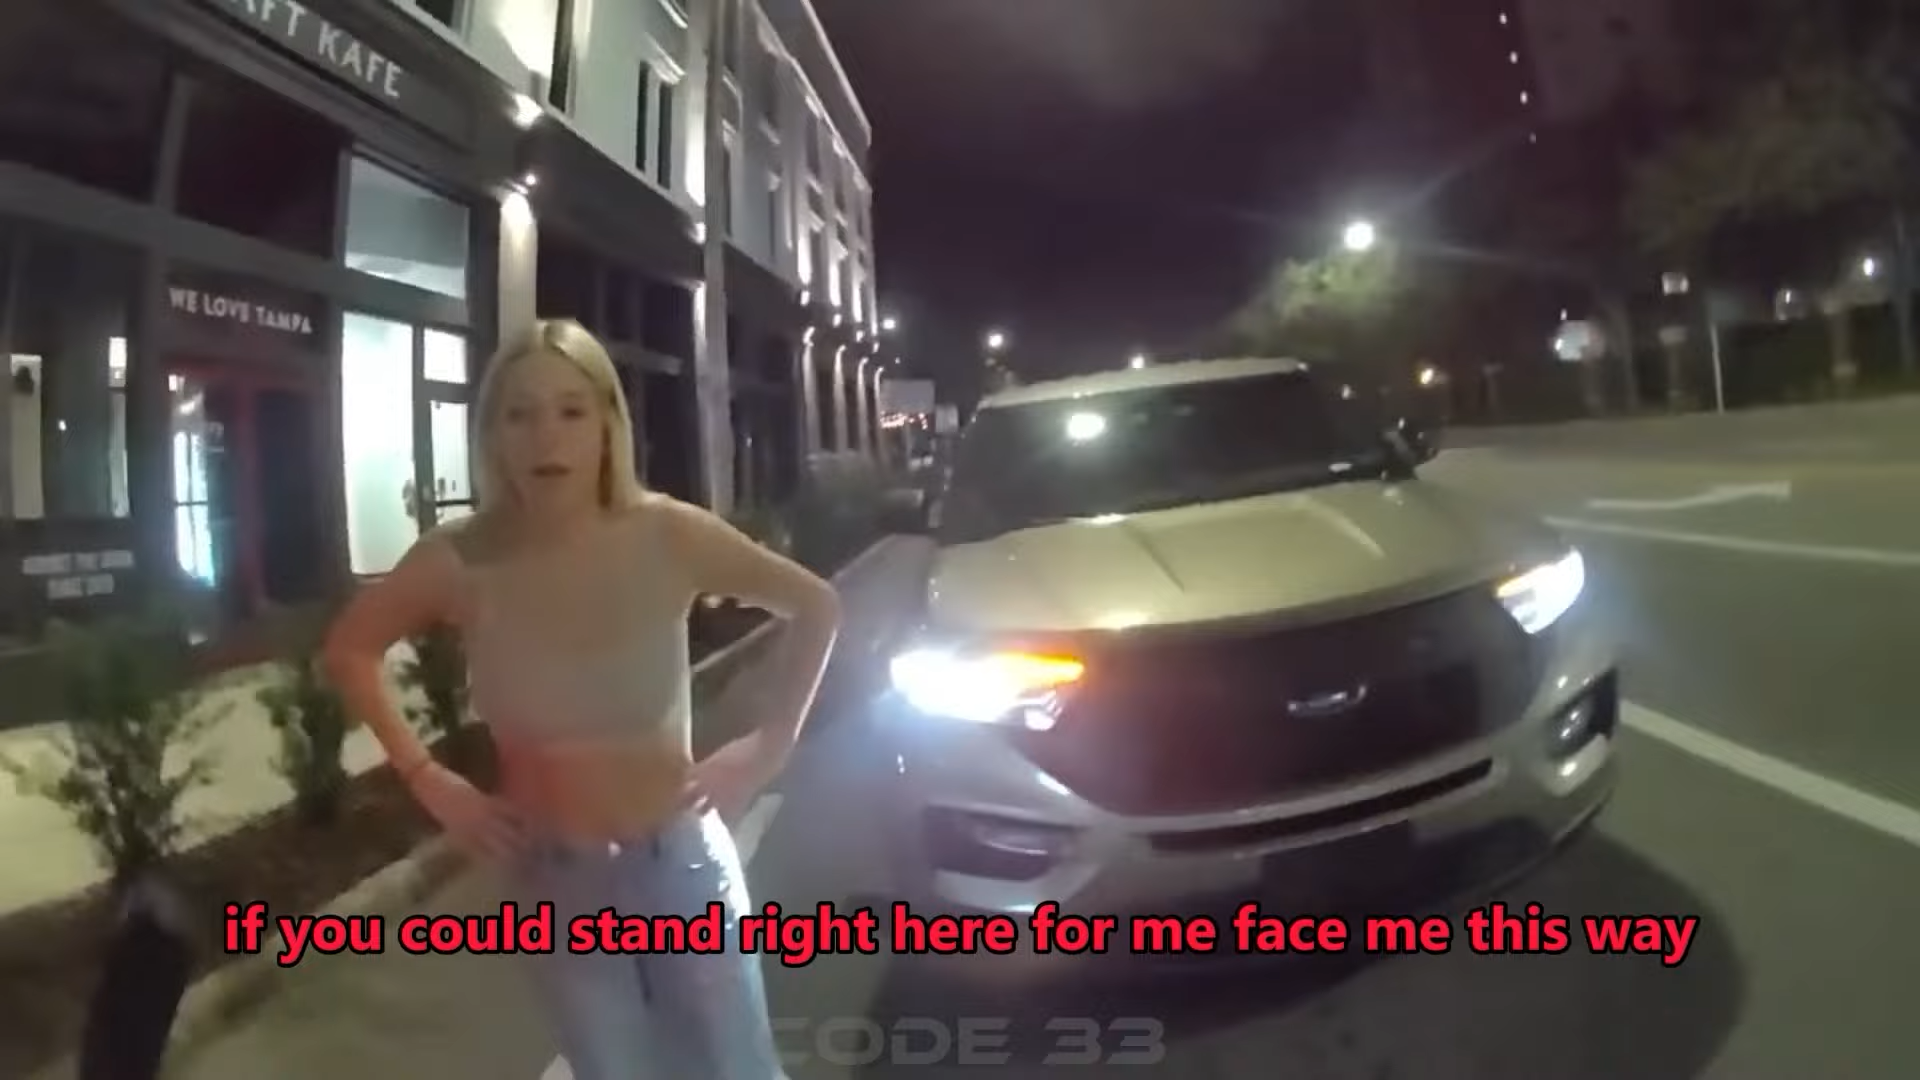 AFT KAFE
WE LOVE TAMPA
if you could stand right here for me face me this way
CODE 33